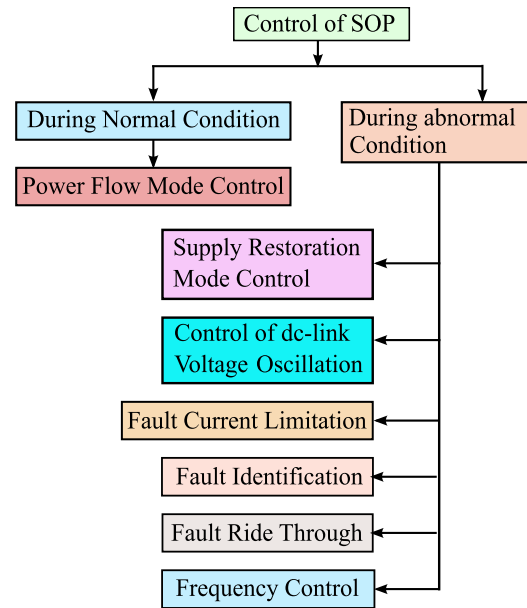 Control of SOP
During Normal Condition
During abnormal
Condition
Power Flow Mode Control
Supply Restoration
Mode Control
Control of dc-link
Voltage Oscillation
Fault Current Limitation
Fault Identification
Fault Ride Through
Frequency Control